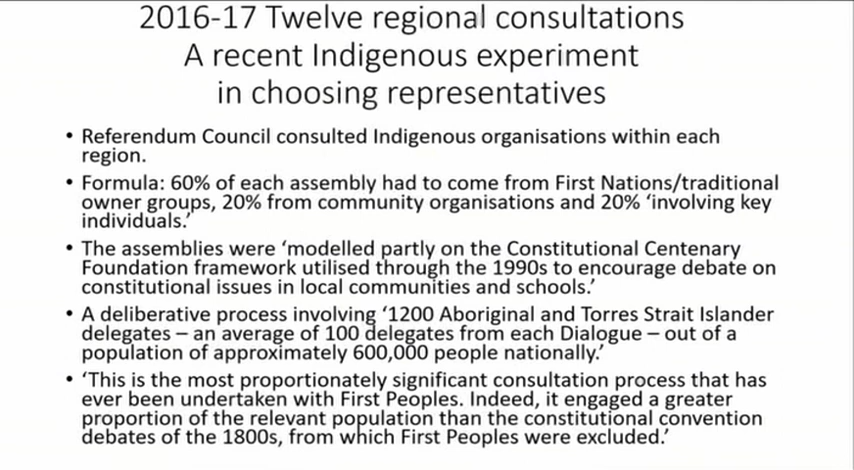 2016-17 Twelve regional consultations
A recent Indigenous experiment
in choosing representatives
• Referendum Council consulted Indigenous organisations within each
region.
• Formula: 60% of each assembly had to come from First Nations/traditional
owner groups, 20% from community organisations and 20% ‘involving key
individuals.’
• The assemblies were ‘modelled partly on the Constitutional Centenary
Foundation framework utilised through the 1990s to encourage debate on
constitutional issues in local communities and schools.’
• A deliberative process involving ‘1200 Aboriginal and Torres Strait Islander
delegates – an average of 100 delegates from each Dialogue – out of a
population of approximately 600,000 people nationally.’
• ‘This is the most proportionately significant consultation process that has
ever been undertaken with First Peoples. Indeed, it engaged a greater
proportion of the relevant population than the constitutional convention
debates of the 1800s, from which First Peoples were excluded.’